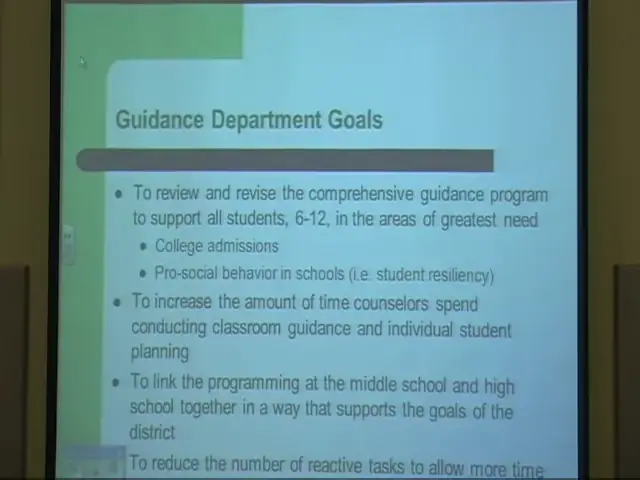 Guidance Department Goals
• To review and revise the comprehensive guidance program
to support all students, 6-12, in the areas of greatest need
• College admissions
• Pro-social behavior in schools (i.e. student resiliency)
• To increase the amount of time counselors spend
conducting classroom guidance and individual student
planning
• To link the programming at the middle school and high
school together in a way that supports the goals of the
district
To reduce the number of reactive tasks to allow more time